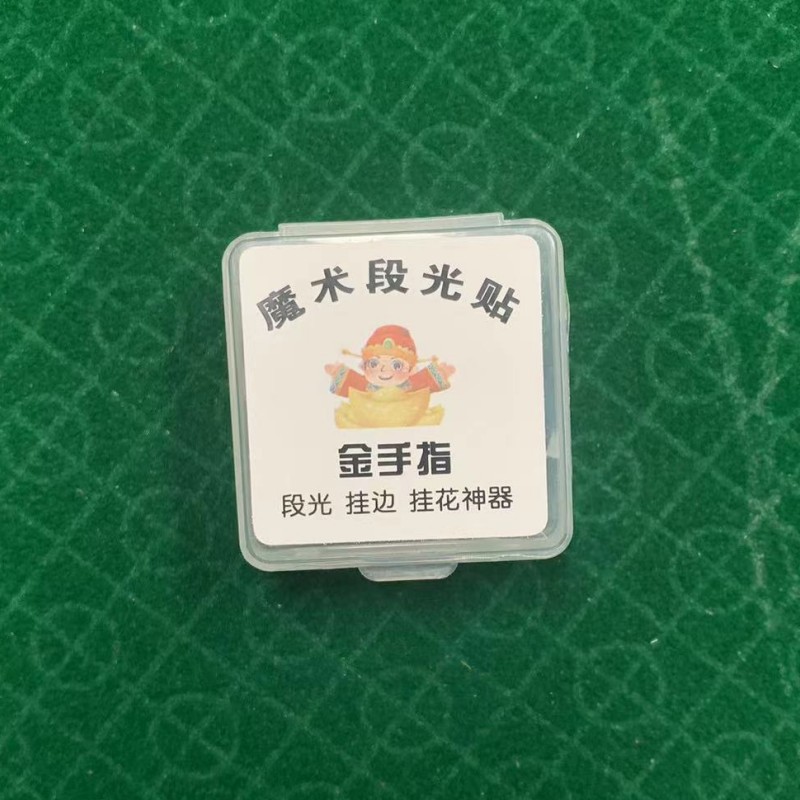 魔术段光贴
金手指
段光 挂边 挂花神器